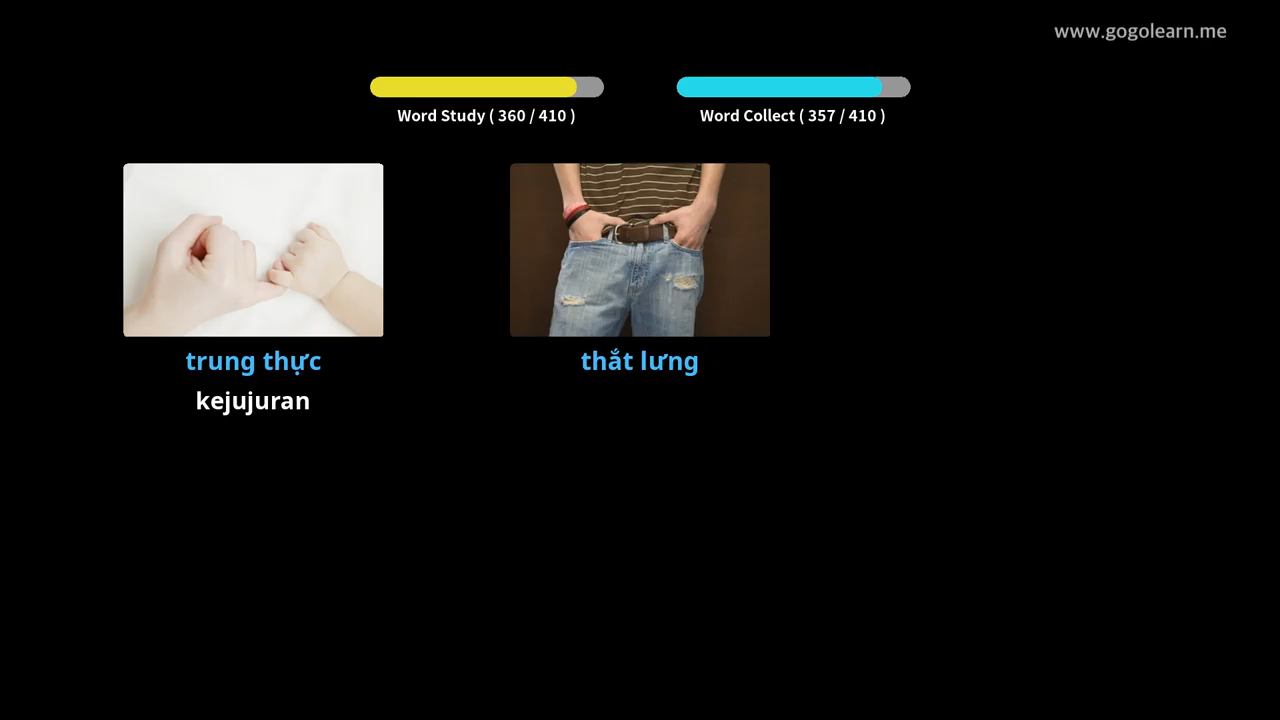 www.gogolearn.me
Word Study ( 360 / 410 )
Word Collect ( 357 / 410 )
trung thực
kejujuran
thắt lưng